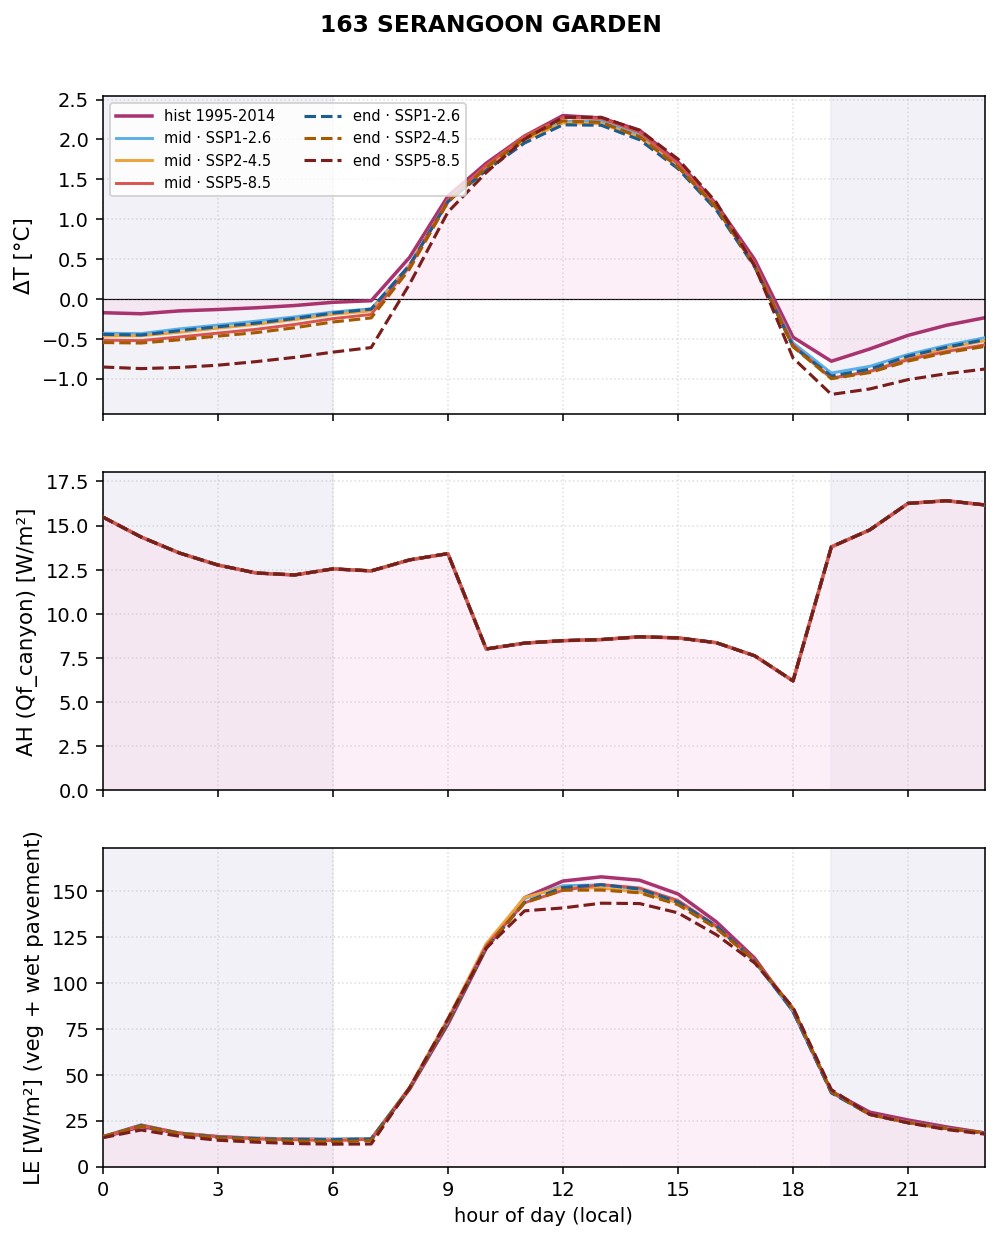 163 SERANGOON GARDEN
hist 1995-2014
mid · SSP1-2.6
mid · SSP2-4.5
mid · SSP5-8.5
end · SSP1-2.6
end · SSP2-4.5
end · SSP5-8.5
ΔT [°C]
2.5
2.0
1.5
1.0
0.5
0.0
−0.5
−1.0
AH (Qf_canyon) [W/m²]
17.5
15.0
12.5
10.0
7.5
5.0
2.5
0.0
LE [W/m²] (veg + wet pavement)
150
125
100
75
50
25
0
0 3 6 9 12 15 18 21
hour of day (local)